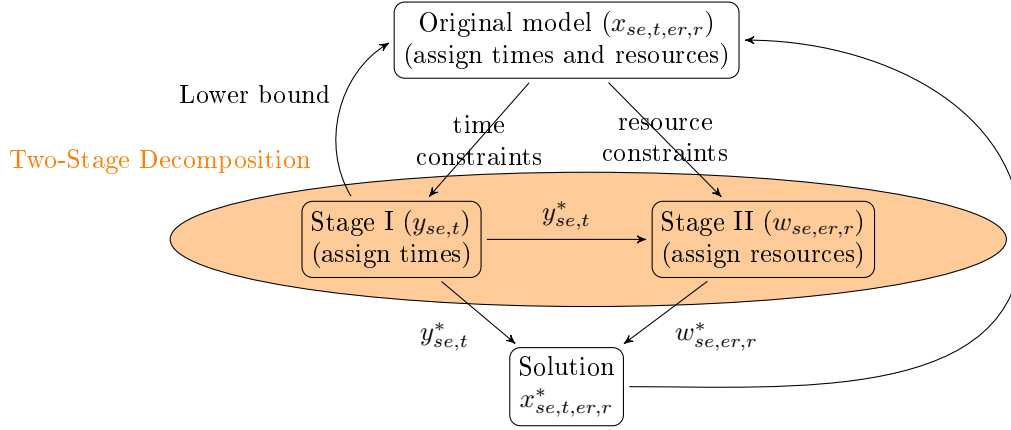 Original model (x_{se,t,er,r})
(assign times and resources)
Lower bound
time
constraints
resource
constraints
Two-Stage Decomposition
Stage I (y_{se,t})
(assign times)
y^*_{se,t}
Stage II (w_{se,er,r})
(assign resources)
y^*_{se,t}
w^*_{se,er,r}
Solution
x^*_{se,t,er,r}